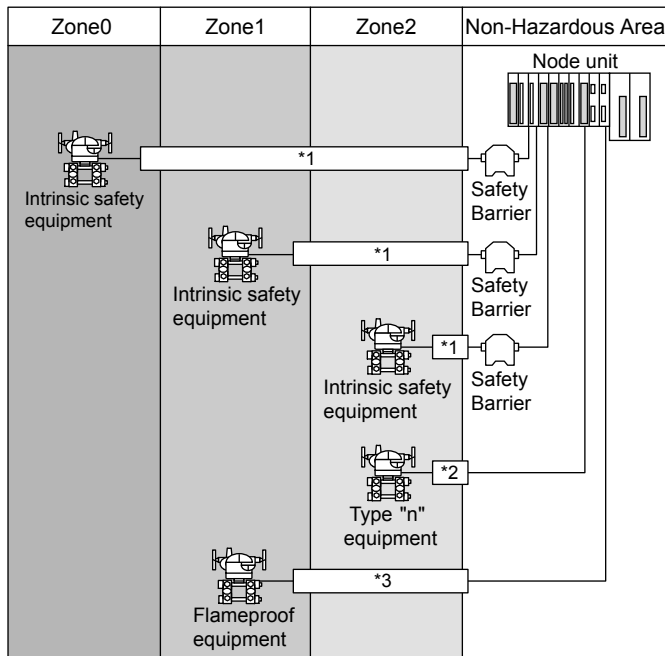 Zone0
Zone1
Zone2
Non-Hazardous Area
Node unit
*1
Intrinsic safety
equipment
Safety
Barrier
*1
Intrinsic safety
equipment
Safety
Barrier
*1
Intrinsic safety
equipment
Safety
Barrier
*2
Type "n"
equipment
*3
Flameproof
equipment